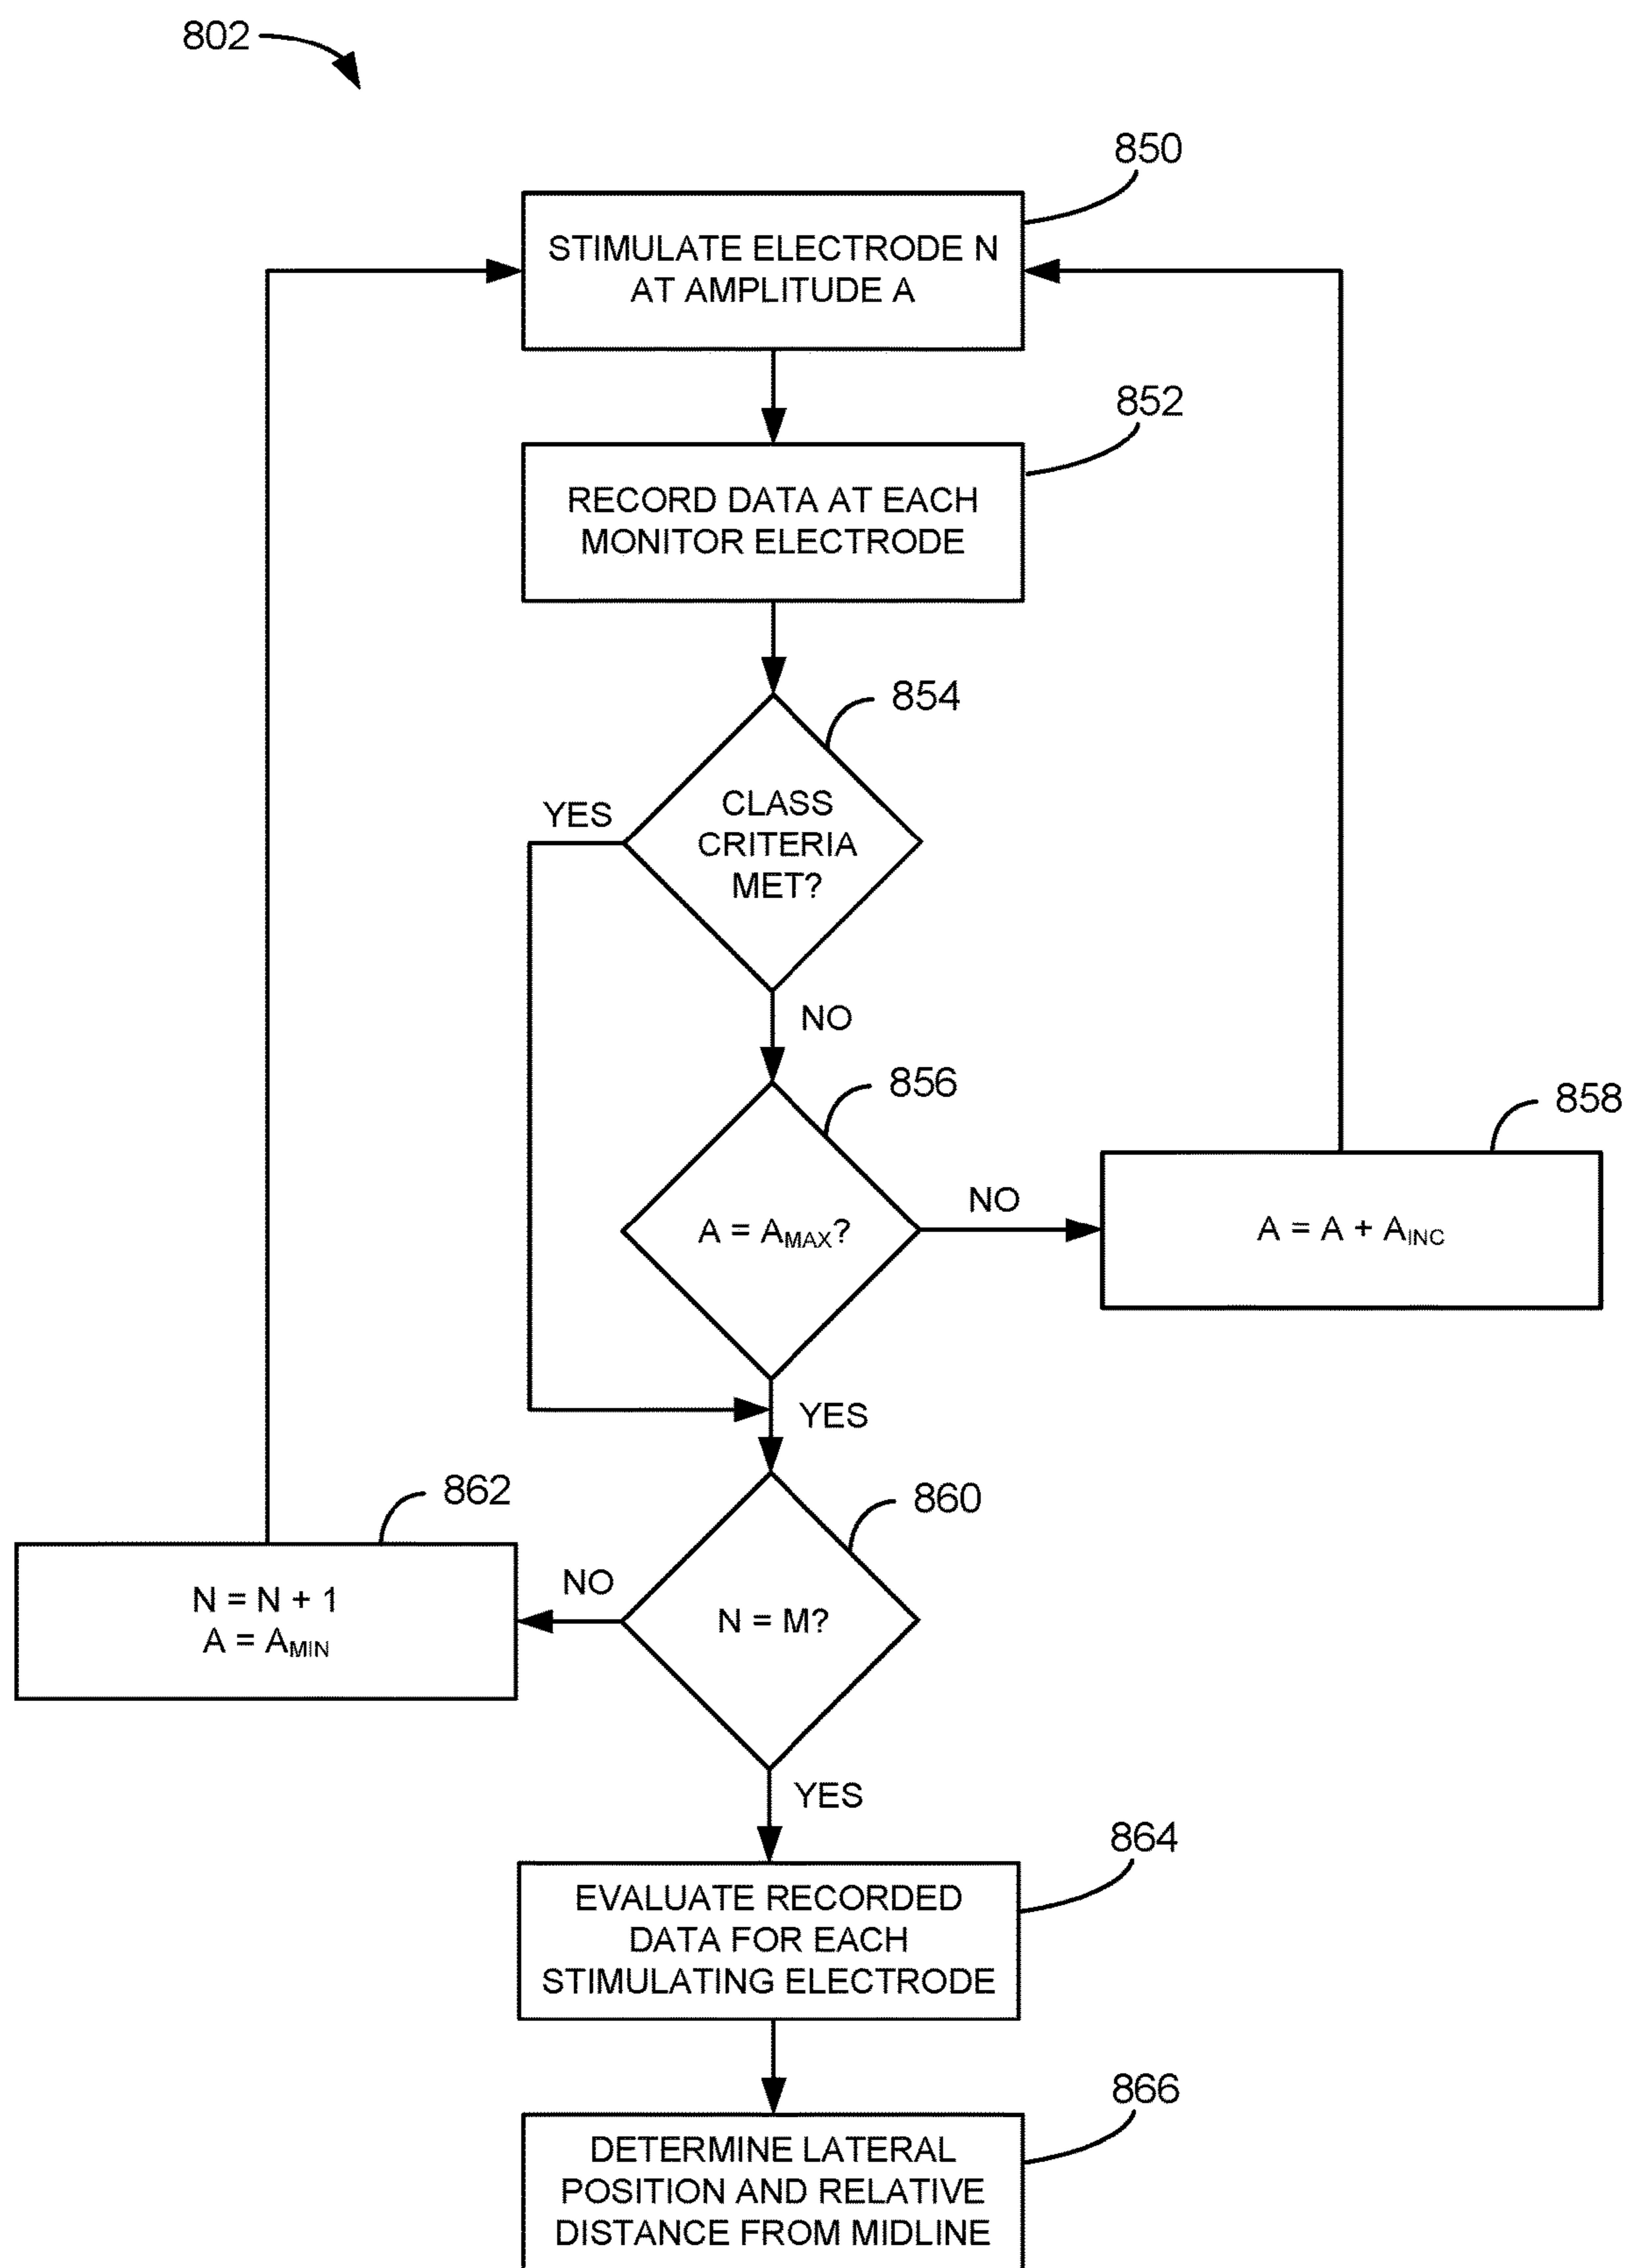 802
850
STIMULATE ELECTRODE N
AT AMPLITUDE A
852
RECORD DATA AT EACH
MONITOR ELECTRODE
854
YES
CLASS
CRITERIA
MET?
NO
856
858
A = AMAX?
NO
A = A + AINC
YES
862
860
N = N + 1
A = AMIN
NO
N = M?
YES
864
EVALUATE RECORDED
DATA FOR EACH
STIMULATING ELECTRODE
866
DETERMINE LATERAL
POSITION AND RELATIVE
DISTANCE FROM MIDLINE